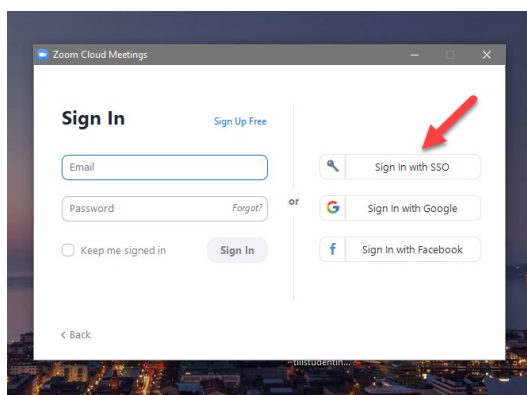 Zoom Cloud Meetings
Sign In
Sign Up Free
Email
Password
Forgot?
Keep me signed in
Sign In
or
Sign In with SSO
Sign In with Google
Sign In with Facebook
< Back
tilistudentin...